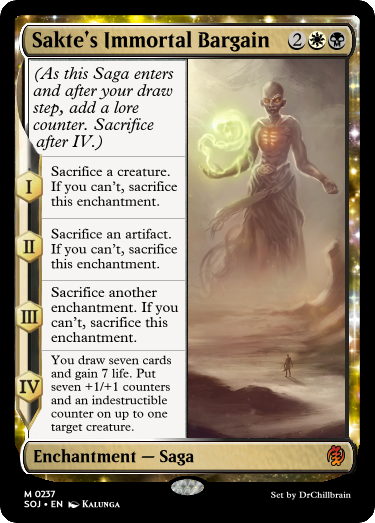 Sakte's Immortal Bargain 2
(As this Saga enters
and after your draw
step, add a lore
counter. Sacrifice
after IV.)
I
Sacrifice a creature.
If you can't, sacrifice
this enchantment.
II
Sacrifice an artifact.
If you can't, sacrifice
this enchantment.
III
Sacrifice another
enchantment. If you
can't, sacrifice this
enchantment.
IV
You draw seven cards
and gain 7 life. Put
seven +1/+1 counters
and an indestructible
counter on up to one
target creature.
Enchantment — Saga
M 0237
SOJ • EN Kalunga
Set by DrChillbrain